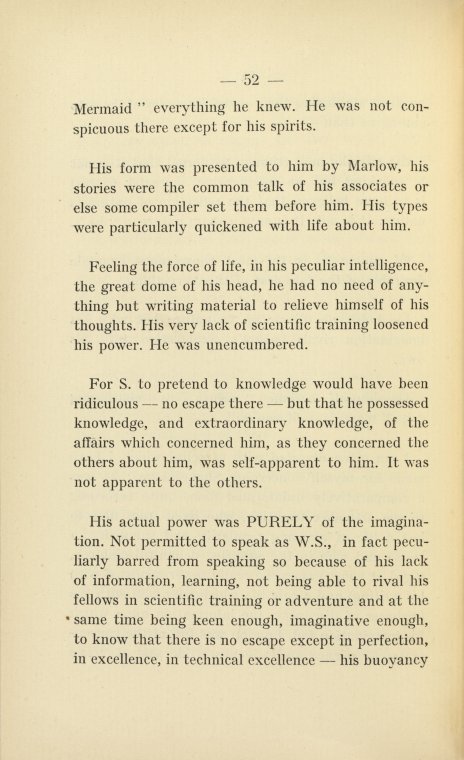 — 52 —
Mermaid " everything he knew. He was not con-
spicuous there except for his spirits.
His form was presented to him by Marlow, his
stories were the common talk of his associates or
else some compiler set them before him. His types
were particularly quickened with life about him.
Feeling the force of life, in his peculiar intelligence,
the great dome of his head, he had no need of any-
thing but writing material to relieve himself of his
thoughts. His very lack of scientific training loosened
his power. He was unencumbered.
For S. to pretend to knowledge would have been
ridiculous — no escape there — but that he possessed
knowledge, and extraordinary knowledge, of the
affairs which concerned him, as they concerned the
others about him, was self-apparent to him. It was
not apparent to the others.
His actual power was PURELY of the imagina-
tion. Not permitted to speak as W.S., in fact pecu-
liarly barred from speaking so because of his lack
of information, learning, not being able to rival his
fellows in scientific training or adventure and at the
same time being keen enough, imaginative enough,
to know that there is no escape except in perfection,
in excellence, in technical excellence — his buoyancy